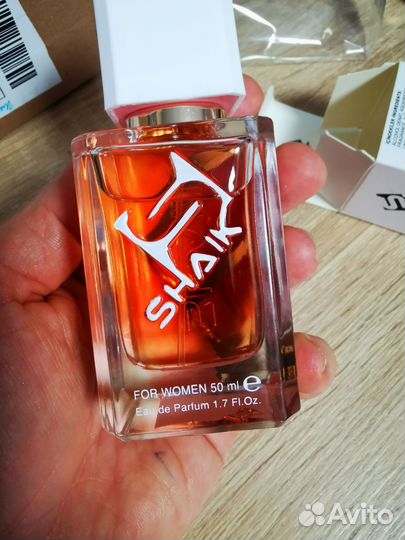 SHAIK
FOR WOMEN 50 ml ℮
Eau de Parfum 1.7 Fl.Oz.
Avito